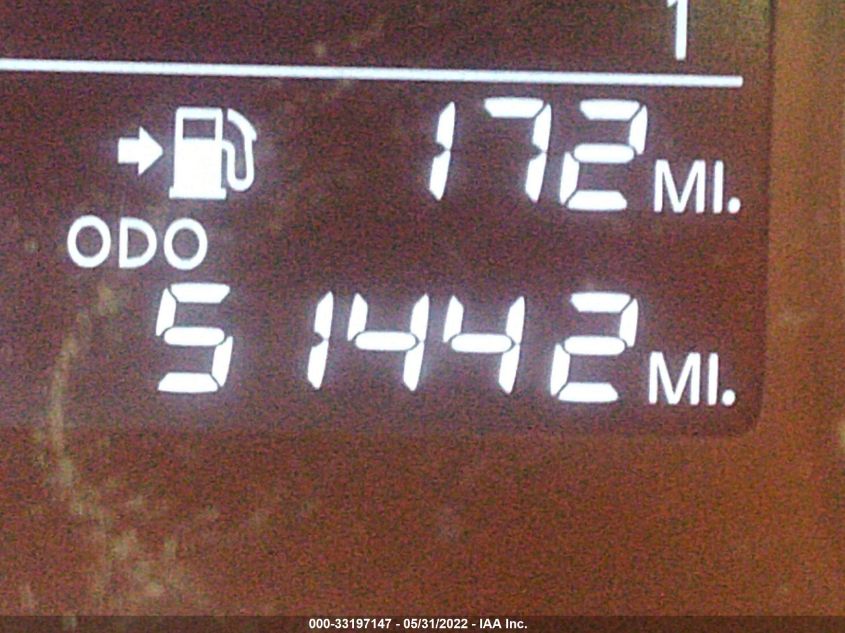 1
172 MI.
ODO
51442 MI.
000-33197147 - 05/31/2022 - IAA Inc.